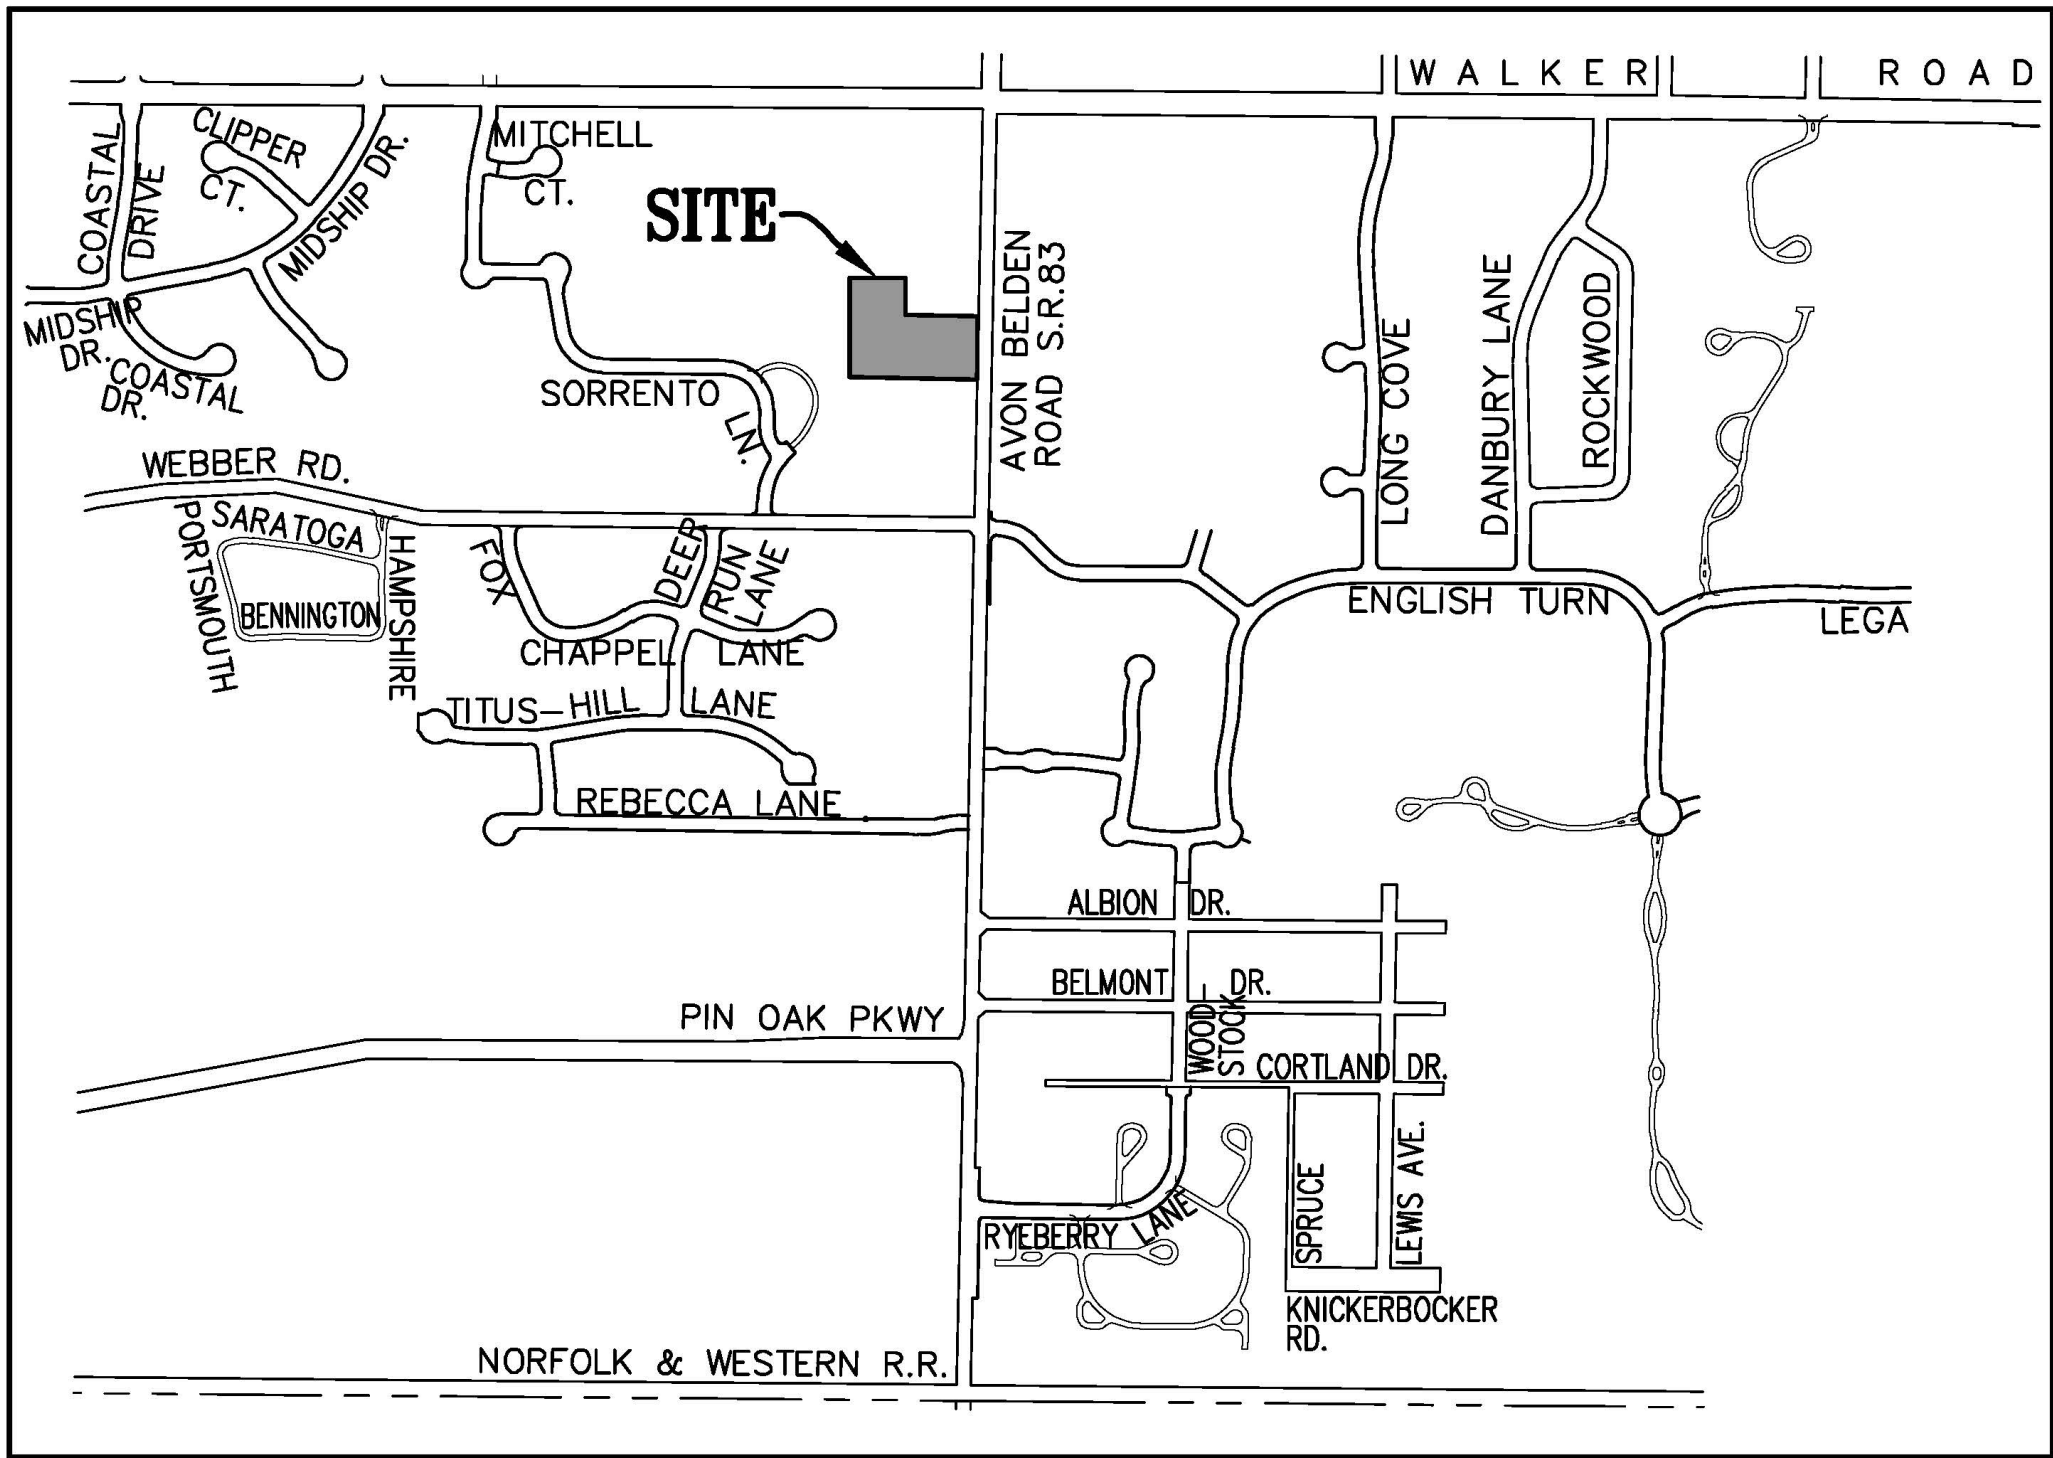 WALKER ROAD
COASTAL
DRIVE
CLIPPER
CT.
MIDSHIP DR.
MITCHELL
CT.
SITE
AVON BELDEN
ROAD S.R.83
MIDSHIP
DR.
COASTAL
DR.
SORRENTO
LN.
LONG COVE
DANBURY LANE
ROCKWOOD
WEBBER RD.
SARATOGA
PORTSMOUTH
BENNINGTON
HAMPSHIRE
FOX
DEER
RUN
LANE
CHAPPEL LANE
ENGLISH TURN
LEGA
TITUS-HILL LANE
REBECCA LANE
ALBION DR.
BELMONT DR.
WOOD-
STOCK
PIN OAK PKWY
CORTLAND DR.
SPRUCE
LEWIS AVE.
RYEBERRY LANE
KNICKERBOCKER
RD.
NORFOLK & WESTERN R.R.